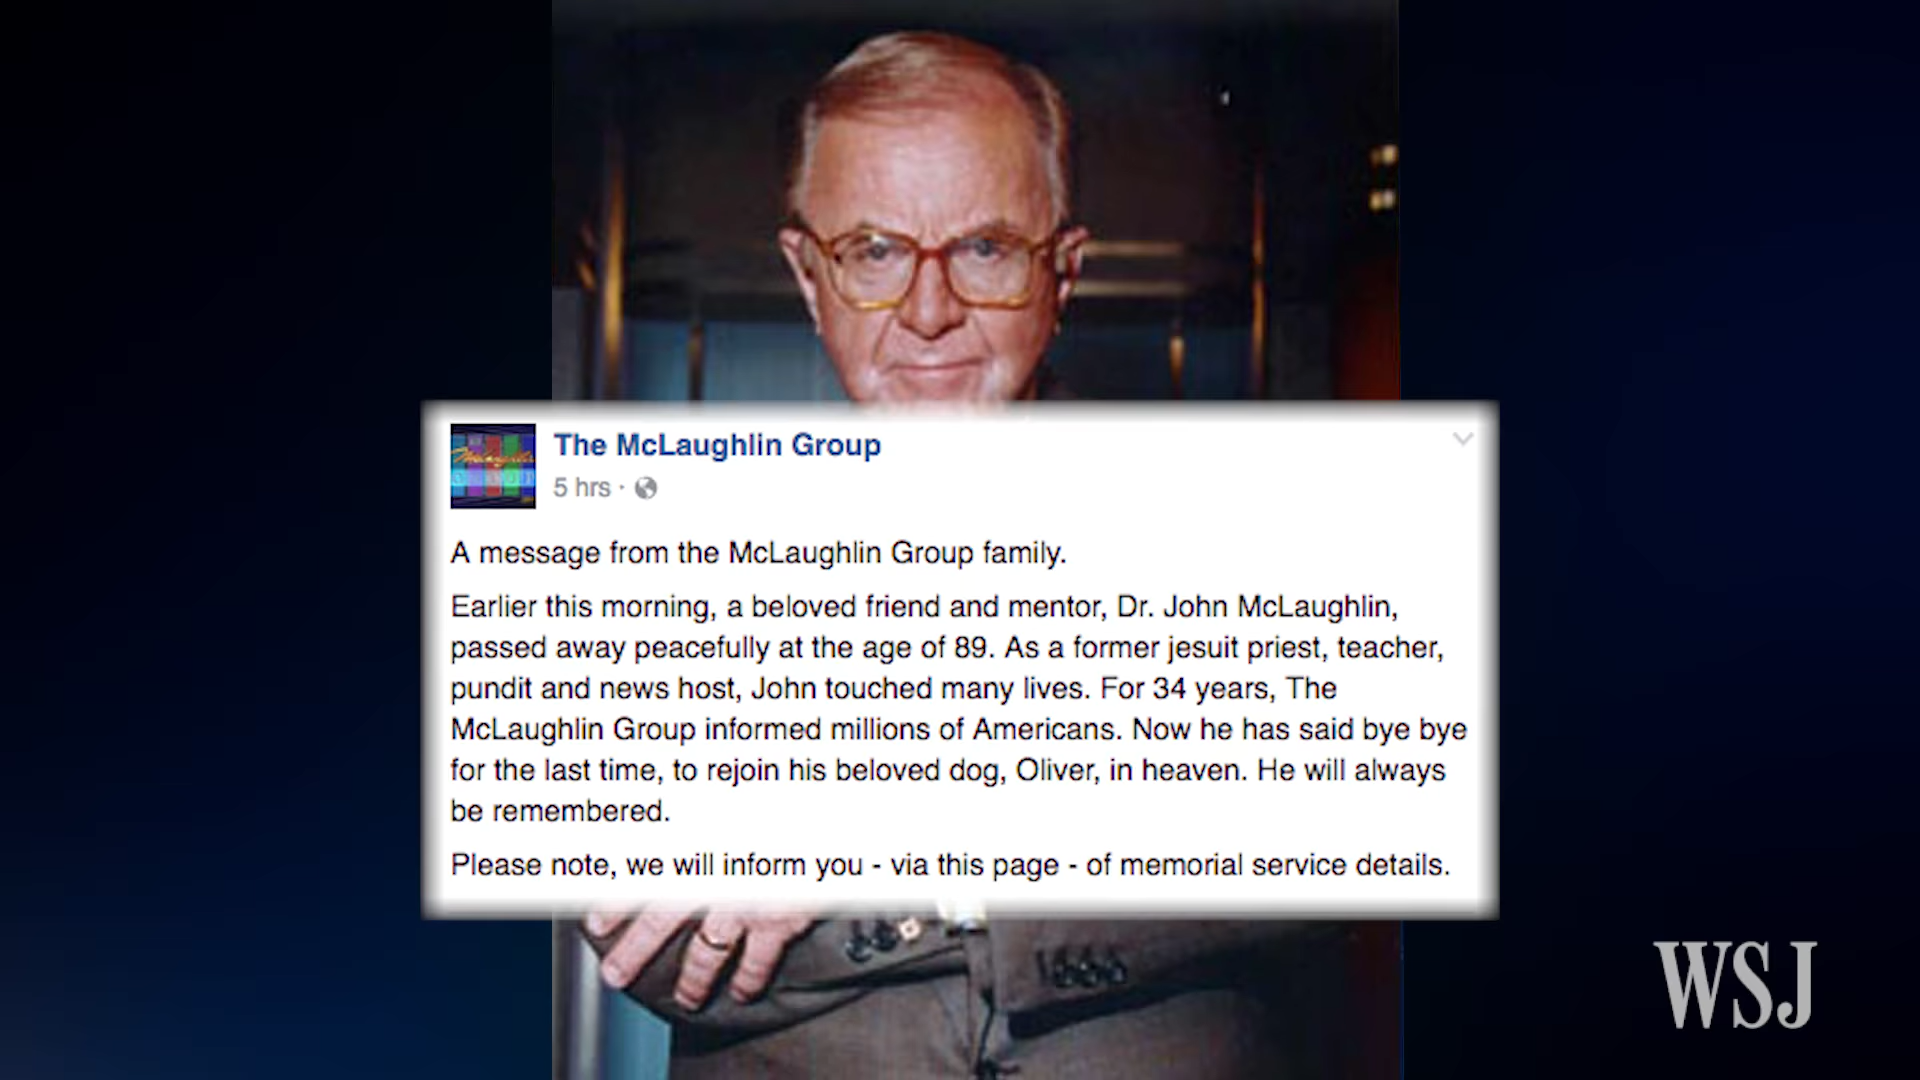 The McLaughlin Group
5 hrs ·
A message from the McLaughlin Group family.
Earlier this morning, a beloved friend and mentor, Dr. John McLaughlin,
passed away peacefully at the age of 89. As a former jesuit priest, teacher,
pundit and news host, John touched many lives. For 34 years, The
McLaughlin Group informed millions of Americans. Now he has said bye bye
for the last time, to rejoin his beloved dog, Oliver, in heaven. He will always
be remembered.
Please note, we will inform you - via this page - of memorial service details.
WSJ